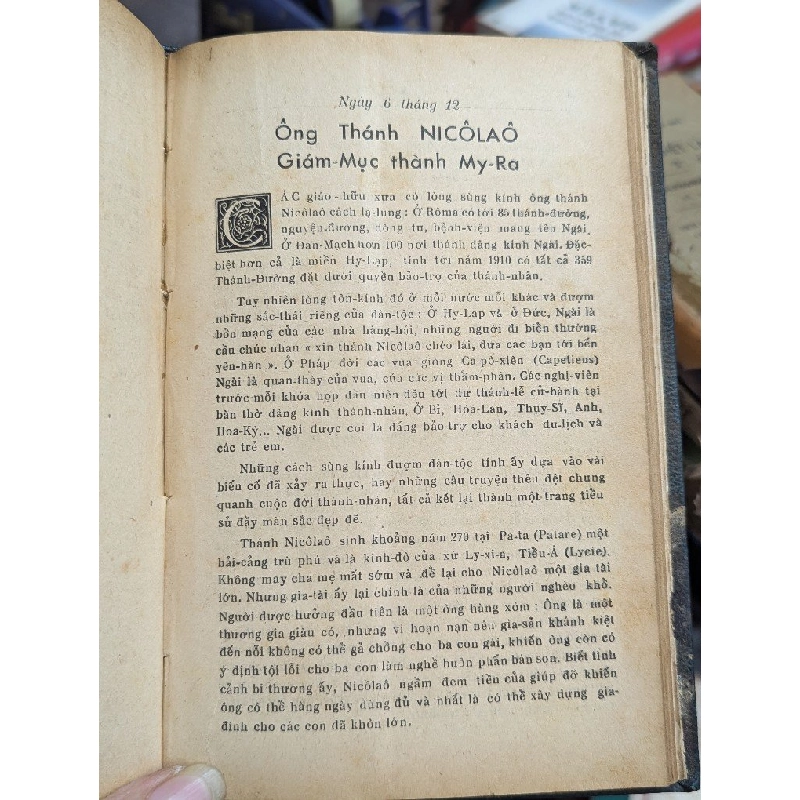 Ngày 6 tháng 12
Ông Thánh NICÔLAÔ
Giám-Mục thành My-Ra
CÁC giáo-hữu xưa có lòng sùng kính ông thánh
Nicôlaô cách lạ-lùng : Ở Rôma có tới 85 thánh-đường,
nguyện-đường, dòng tu, bệnh-viện mang tên Ngài.
Ở Đan-Mạch hơn 100 nơi thánh dâng kính Ngài. Đặc-
biệt hơn cả là miền Hy-Lạp, tính tới năm 1910 có tất cả 359
Thánh-Đường đặt dưới quyền bảo-trợ của thánh-nhân.
Tuy nhiên lòng tôn-kính đó ở mỗi nước mỗi khác và đượm
những sắc-thái riêng của dân-tộc : Ở Hy-Lạp và ở Đức, Ngài là
bổn mạng của các nhà hàng-hải, những người đi biển thường
cầu chúc nhau « xin thánh Nicôlaô chèo lái, đưa các bạn tới bến
yên-hàn ». Ở Pháp đời các vua giòng Ca-pê-xiên (Capétiens)
Ngài là quan-thầy của vua, của các vị thẩm-phán. Các nghị-viên
trước mỗi khóa họp đầu niên đều tới dự thánh-lễ cử-hành tại
bàn thờ dâng kính thánh-nhân. Ở Bỉ, Hòa-Lan, Thụy-Sĩ, Anh,
Hoa-Kỳ... Ngài được coi là đấng bảo trợ cho khách du-lịch và
các trẻ em.
Những cách sùng kính đượm dân-tộc tính ấy dựa vào vài
biến cố đã xảy ra thực, hay những câu truyện thêu dệt chung
quanh cuộc đời thánh-nhân, tất cả kết lại thành một trang tiểu
sử đầy màu sắc đẹp đẽ.
Thánh Nicôlaô sinh khoảng năm 270 tại Pa-ta (Patare) một
hải-cảng trù phú và là kinh-đô của xứ Ly-xi-a, Tiểu-Á (Lycie).
Không may cha mẹ mất sớm và để lại cho Nicôlaô một gia tài
lớn. Nhưng gia-tài ấy lại chính là của những người nghèo khổ.
Người được hưởng đầu tiên là một ông hàng xóm : Ông là một
thương gia giàu có, nhưng vì hoạn nạn nên gia-sản khánh kiệt
đến nỗi không có thể gả chồng cho ba con gái, khiến ông còn có
ý định tội lỗi cho ba con làm nghề buôn phấn bán son. Biết tình
cảnh bi thương ấy, Nicôlaô ngầm đem tiền của giúp đỡ khiến
ông có thể hàng ngày dùng đủ và nhất là có thể xây dựng gia-
đình cho các con đã khôn lớn.